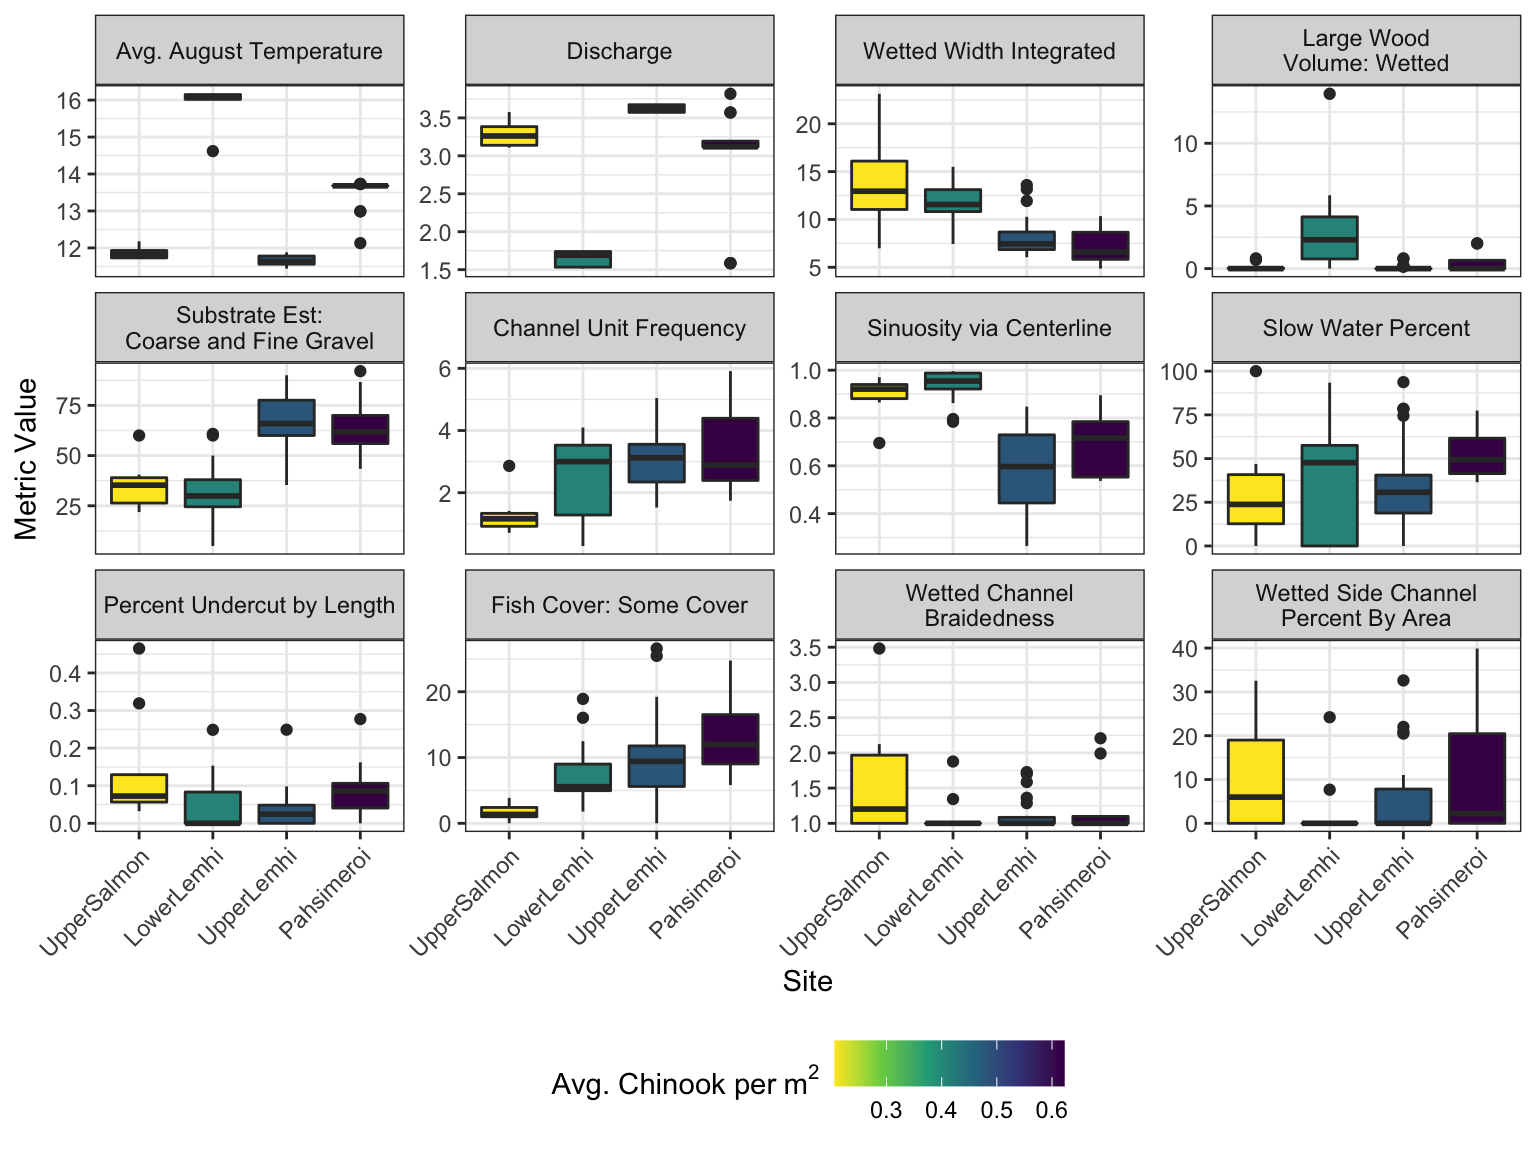 Avg. August Temperature
Discharge
Wetted Width Integrated
Large Wood
Volume: Wetted
16
15
14
13
12
3.5
3.0
2.5
2.0
1.5
20
15
10
5
10
5
0
Substrate Est:
Coarse and Fine Gravel
Channel Unit Frequency
Sinuosity via Centerline
Slow Water Percent
75
50
25
6
4
2
1.0
0.8
0.6
0.4
100
75
50
25
0
Percent Undercut by Length
Fish Cover: Some Cover
Wetted Channel
Braidedness
Wetted Side Channel
Percent By Area
0.4
0.3
0.2
0.1
0.0
20
10
0
3.5
3.0
2.5
2.0
1.5
1.0
40
30
20
10
0
Metric Value
UpperSalmon
LowerLemhi
UpperLemhi
Pahsimeroi
UpperSalmon
LowerLemhi
UpperLemhi
Pahsimeroi
UpperSalmon
LowerLemhi
UpperLemhi
Pahsimeroi
UpperSalmon
LowerLemhi
UpperLemhi
Pahsimeroi
Site
Avg. Chinook per m²
0.3 0.4 0.5 0.6